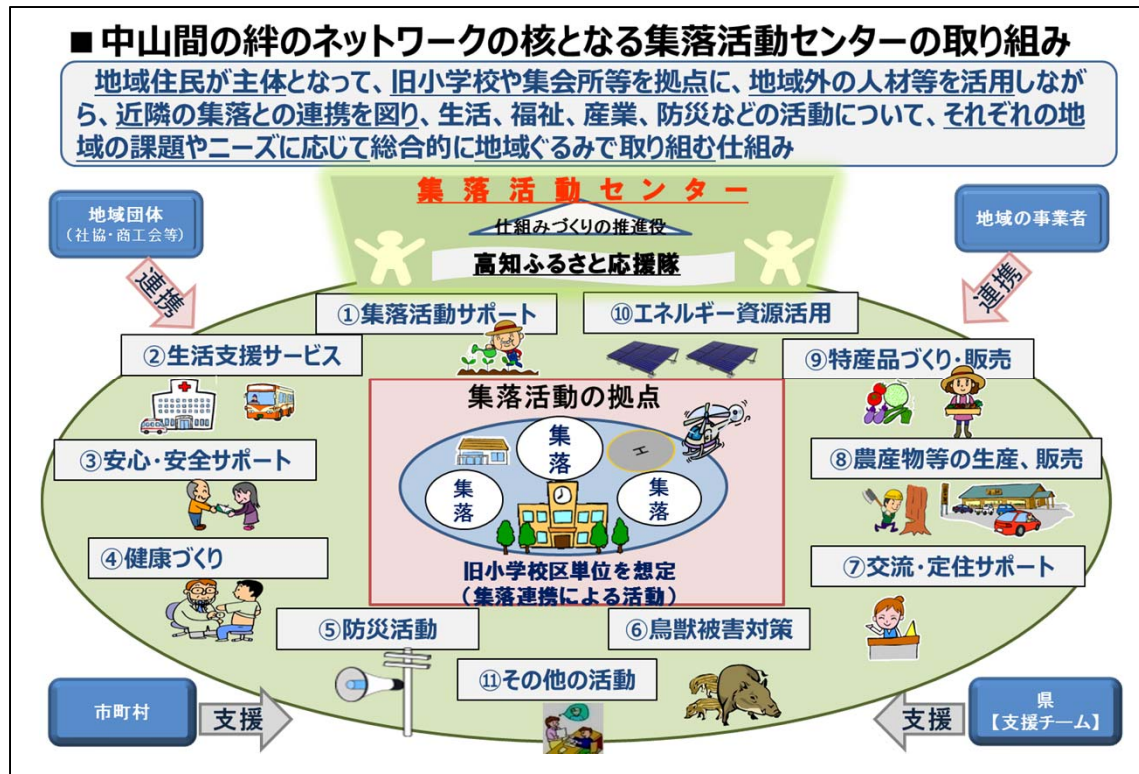 ■中山間の絆のネットワークの核となる集落活動センターの取り組み
地域住民が主体となって、旧小学校や集会所等を拠点に、地域外の人材等を活用しなが
ら、近隣の集落との連携を図り、生活、福祉、産業、防災などの活動について、それぞれの地
域の課題やニーズに応じて総合的に地域ぐるみで取り組む仕組み
集落活動センター
仕組みづくりの推進役
高知ふるさと応援隊
地域団体
（社協・商工会等）
連携
地域の事業者
連携
①集落活動サポート
⑩エネルギー資源活用
②生活支援サービス
⑨特産品づくり・販売
③安心・安全サポート
⑧農産物等の生産、販売
④健康づくり
⑦交流・定住サポート
集落活動の拠点
集落
集落
集落
H
旧小学校区単位を想定
（集落連携による活動）
⑤防災活動
⑥鳥獣被害対策
⑪その他の活動
市町村
支援
支援
県
【支援チーム】